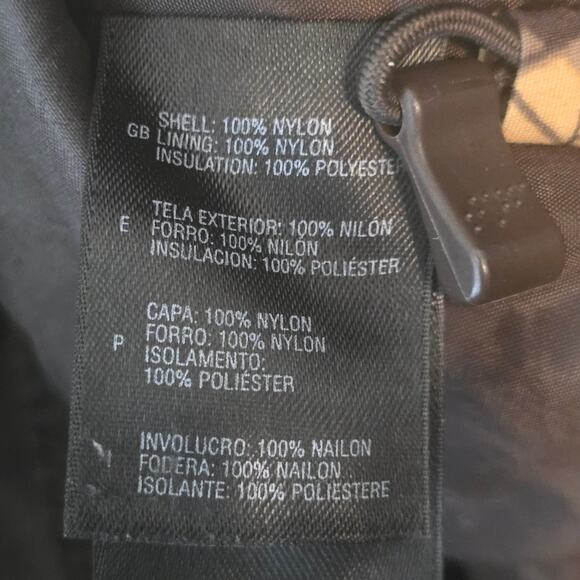 SHELL: 100% NYLON
GB LINING: 100% NYLON
INSULATION: 100% POLYESTER
TELA EXTERIOR: 100% NILÓN
E FORRO: 100% NILÓN
INSULACION: 100% POLIÉSTER
CAPA: 100% NYLON
P FORRO: 100% NYLON
ISOLAMENTO:
100% POLIÉSTER
INVOLUCRO: 100% NAILON
FODERA: 100% NAILON
ISOLANTE: 100% POLIESTERE